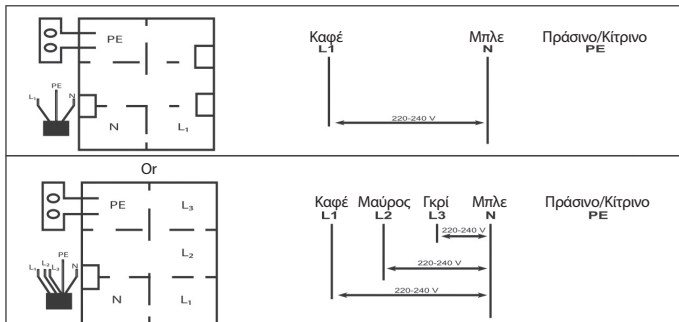 PE
L₁ PE N
N L₁
Καφέ Μπλε Πράσινο/Κίτρινο
L1 N PE
220-240 V
Or
PE L₃
L₂
L₁ L₂ L₃ PE N
N L₁
Καφέ Μαύρος Γκρί Μπλε Πράσινο/Κίτρινο
L1 L2 L3 N PE
220-240 V
220-240 V
220-240 V